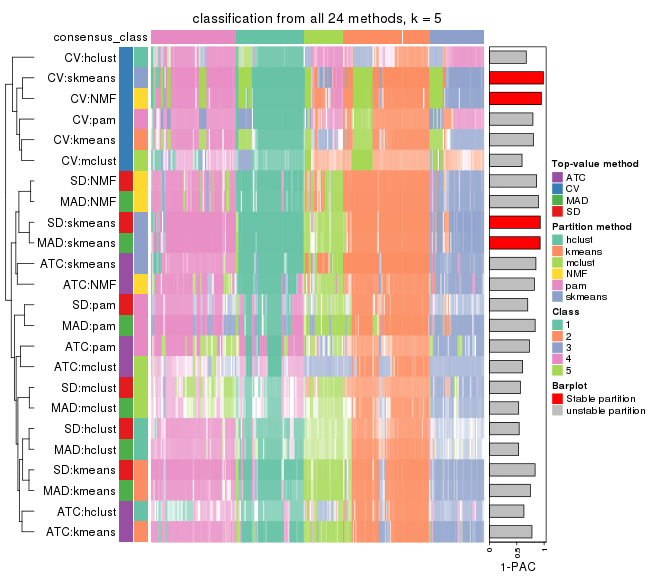 classification from all 24 methods, k = 5
consensus_class
CV:hclust
CV:skmeans
CV:NMF
CV:pam
CV:kmeans
CV:mclust
SD:NMF
MAD:NMF
SD:skmeans
MAD:skmeans
ATC:skmeans
ATC:NMF
SD:pam
MAD:pam
ATC:pam
ATC:mclust
SD:mclust
MAD:mclust
SD:hclust
MAD:hclust
SD:kmeans
MAD:kmeans
ATC:hclust
ATC:kmeans
0
0.5
1
1-PAC
Top-value method
ATC
CV
MAD
SD
Partition method
hclust
kmeans
mclust
NMF
pam
skmeans
Class
1
2
3
4
5
Barplot
Stable partition
unstable partition